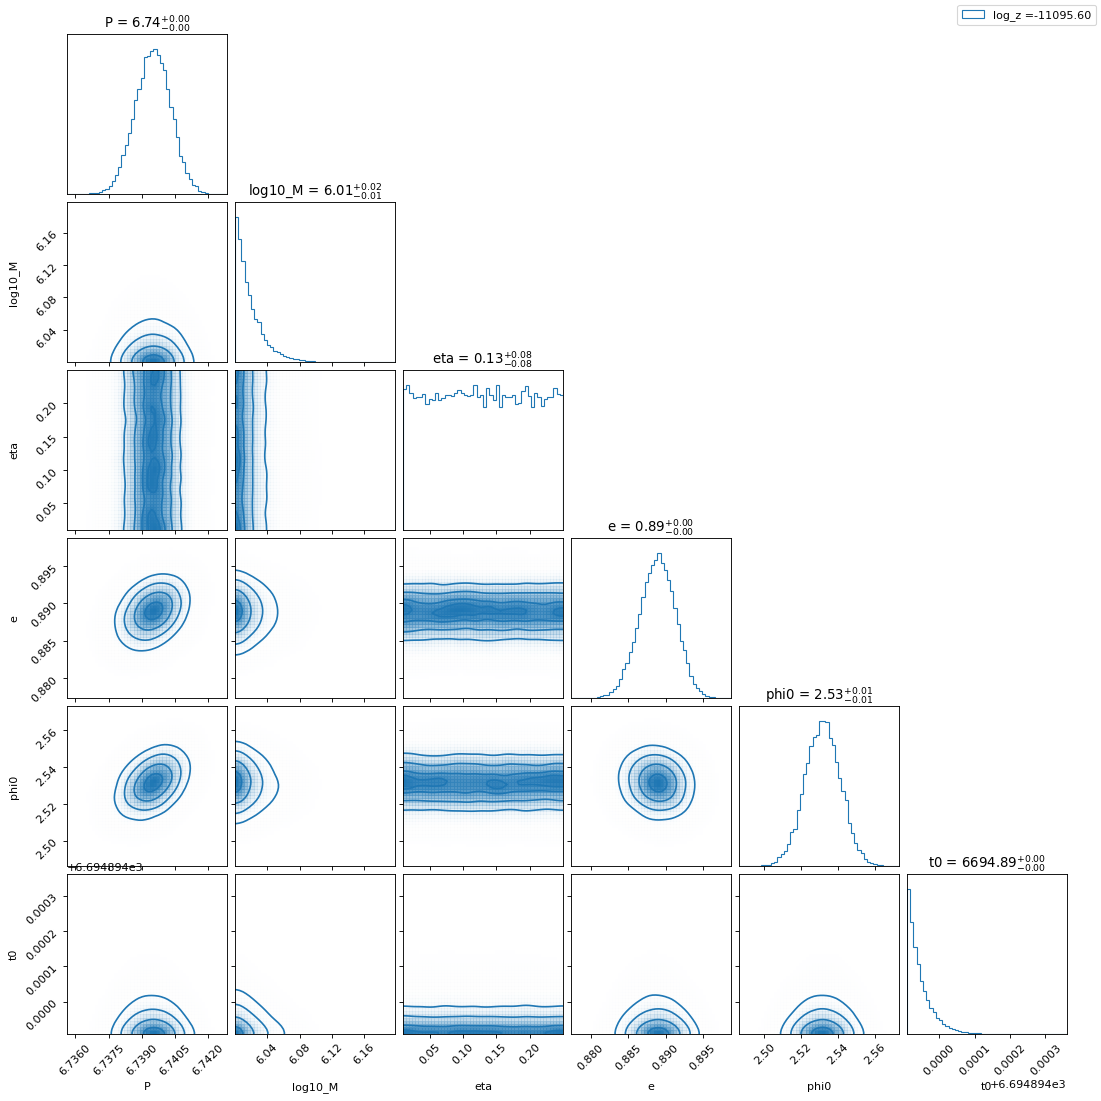 log_z =-11095.60
P = 6.74+0.00 −0.00
log10_M = 6.01+0.02 −0.01
6.16
6.12
6.08
6.04
log10_M
eta = 0.13+0.08 −0.08
0.20
0.15
0.10
0.05
eta
e = 0.89+0.00 −0.00
0.895
0.890
0.885
0.880
e
phi0 = 2.53+0.01 −0.01
2.56
2.54
2.52
2.50
phi0
+6.694894e3
t0 = 6694.89+0.00 −0.00
0.0003
0.0002
0.0001
0.0000
t0
6.7360 6.7375 6.7390 6.7405 6.7420
6.04 6.08 6.12 6.16
0.05 0.10 0.15 0.20
0.880 0.885 0.890 0.895
2.50 2.52 2.54 2.56
0.0000 0.0001 0.0002 0.0003
P log10_M eta e phi0 t0 +6.694894e3